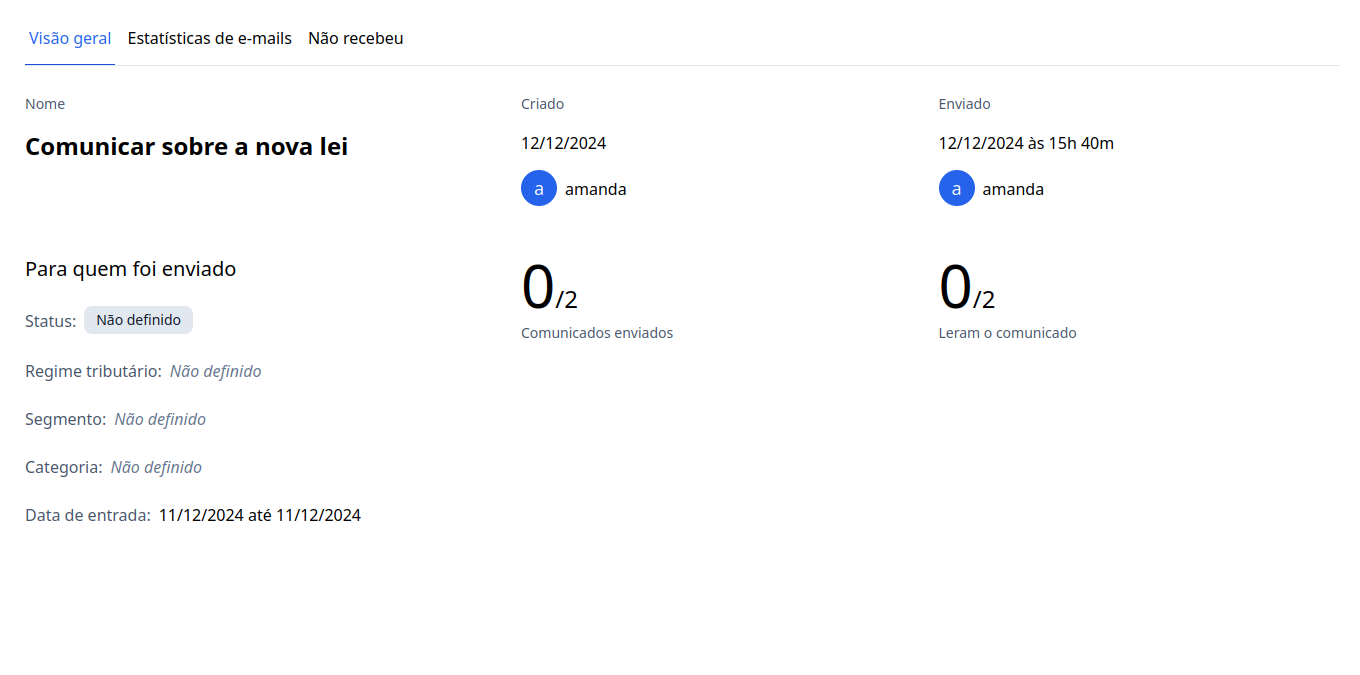 Visão geral Estatísticas de e-mails Não recebeu
Nome
Criado
Enviado
Comunicar sobre a nova lei
12/12/2024
12/12/2024 às 15h 40m
a amanda
a amanda
Para quem foi enviado
0/2
Comunicados enviados
0/2
Leram o comunicado
Status: Não definido
Regime tributário: Não definido
Segmento: Não definido
Categoria: Não definido
Data de entrada: 11/12/2024 até 11/12/2024